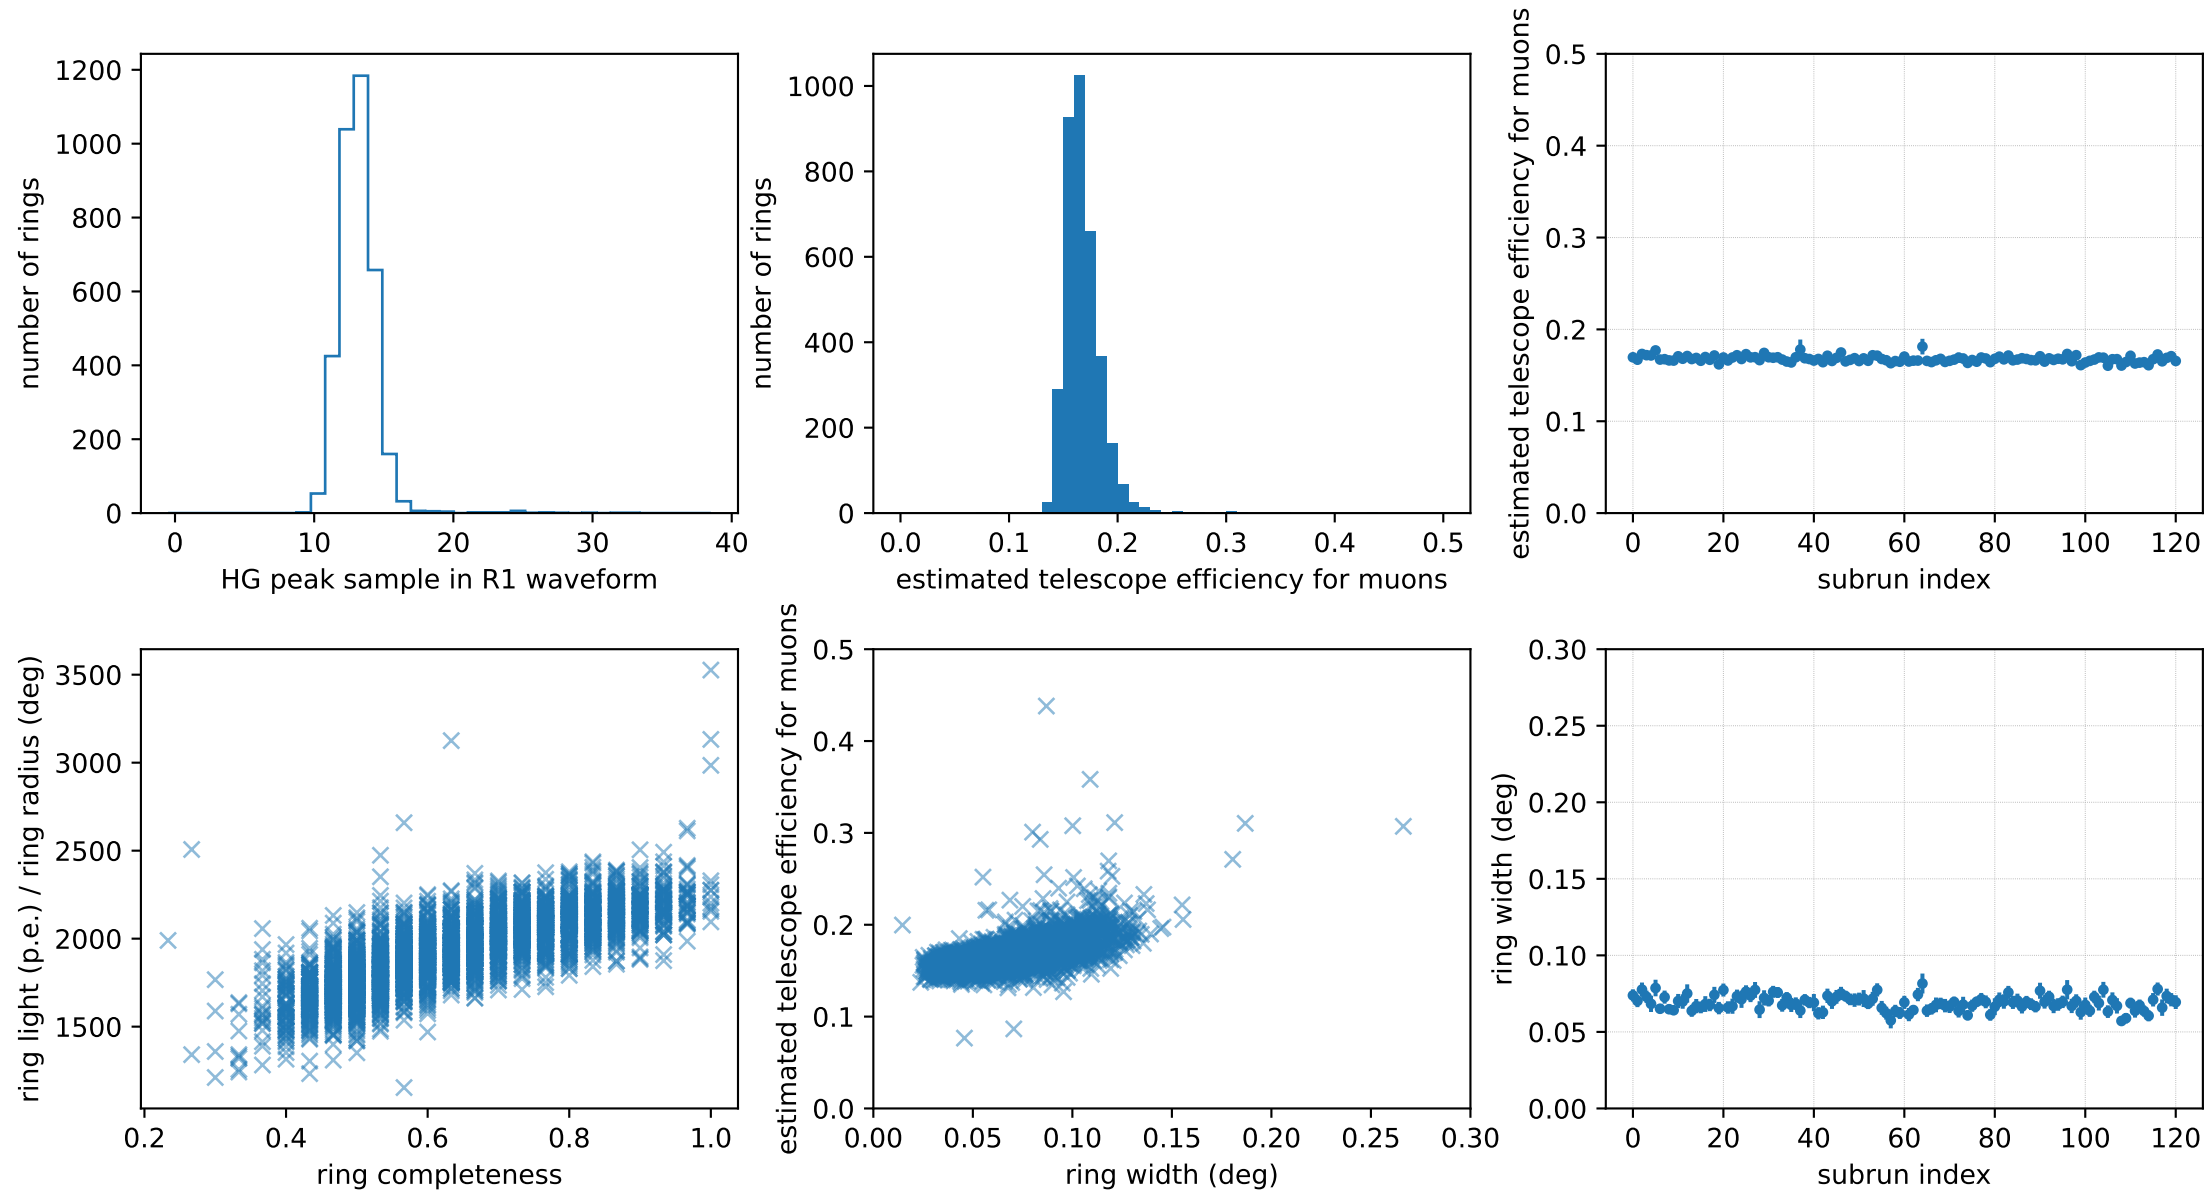 1200
1000
800
600
400
200
0
number of rings
0 10 20 30 40
HG peak sample in R1 waveform
1000
800
600
400
200
0
number of rings
0.0 0.1 0.2 0.3 0.4 0.5
estimated telescope efficiency for muons
0.5
0.4
0.3
0.2
0.1
0.0
estimated telescope efficiency for muons
0 20 40 60 80 100 120
subrun index
3500
3000
2500
2000
1500
ring light (p.e.) / ring radius (deg)
0.2 0.4 0.6 0.8 1.0
ring completeness
0.5
0.4
0.3
0.2
0.1
0.0
estimated telescope efficiency for muons
0.00 0.05 0.10 0.15 0.20 0.25 0.30
ring width (deg)
0.30
0.25
0.20
0.15
0.10
0.05
0.00
ring width (deg)
0 20 40 60 80 100 120
subrun index